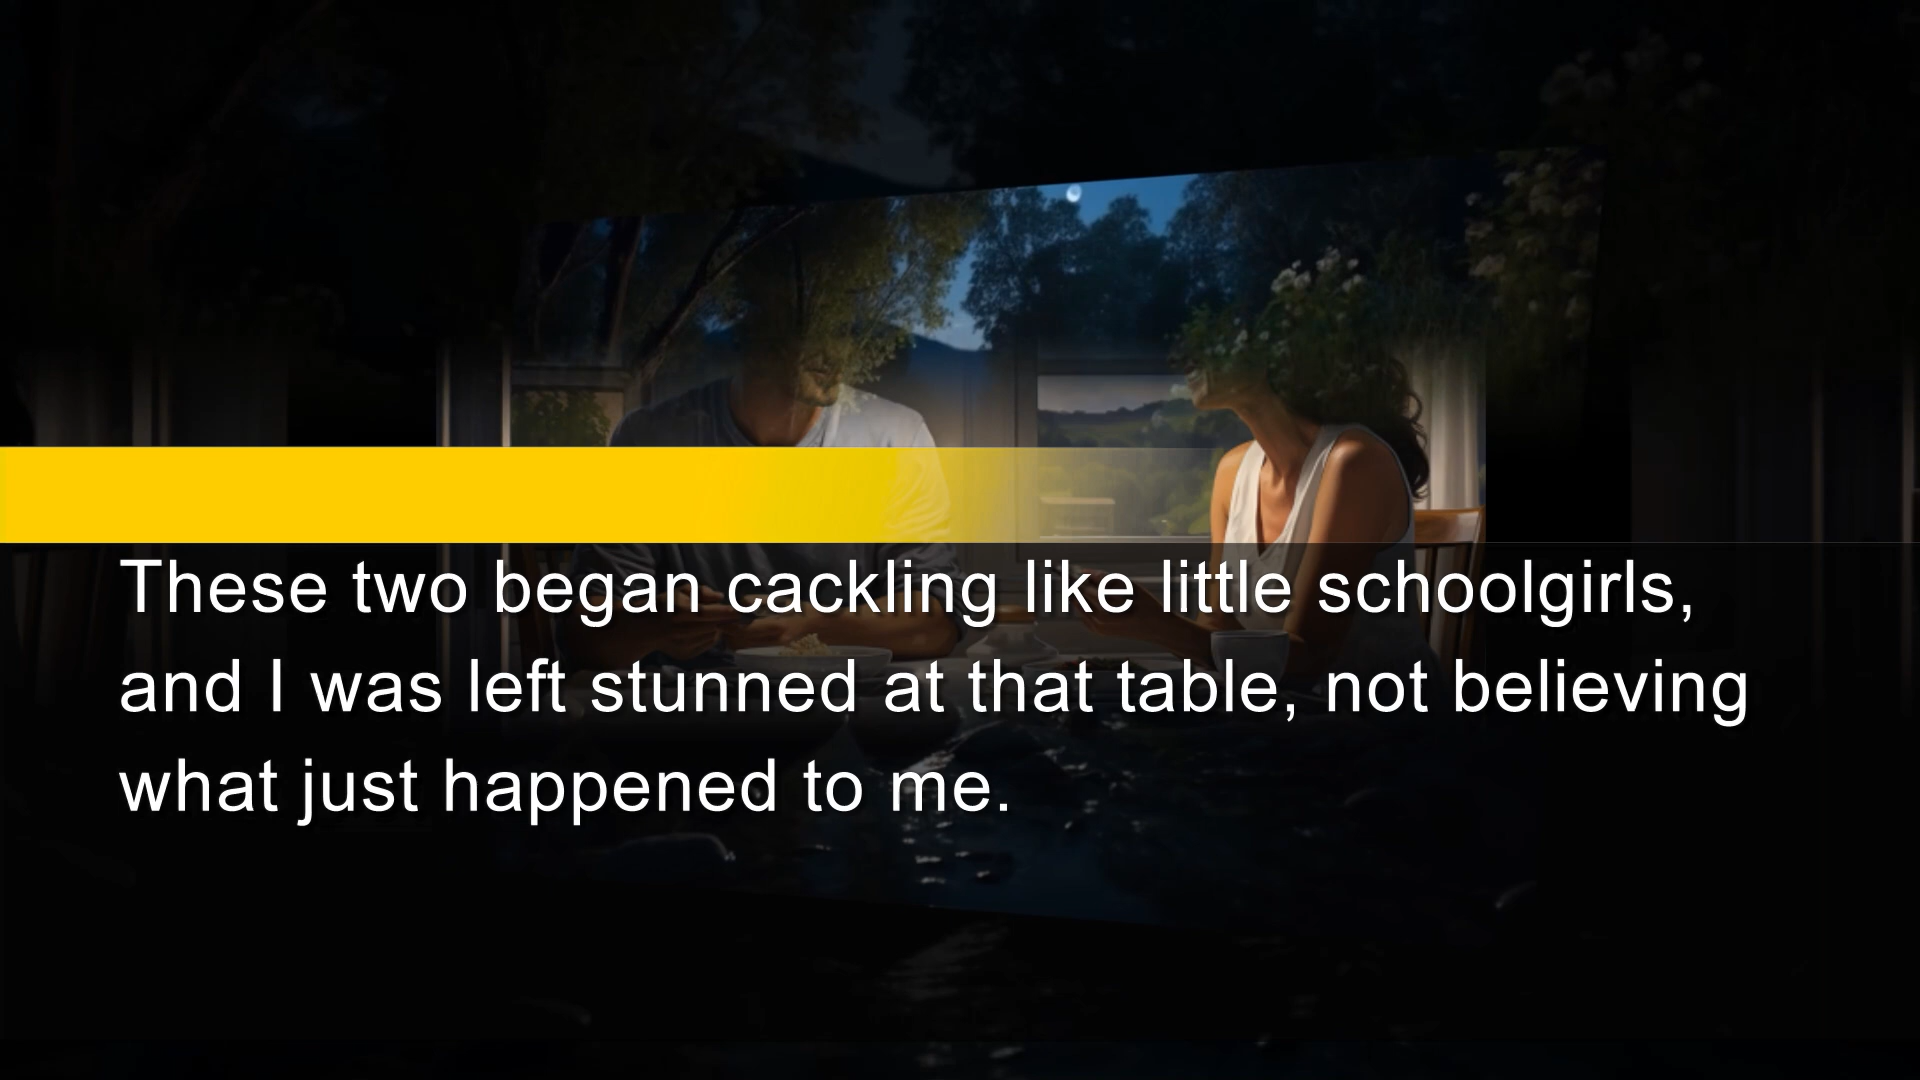 These two began cackling like little schoolgirls,
and I was left stunned at that table, not believing
what just happened to me.